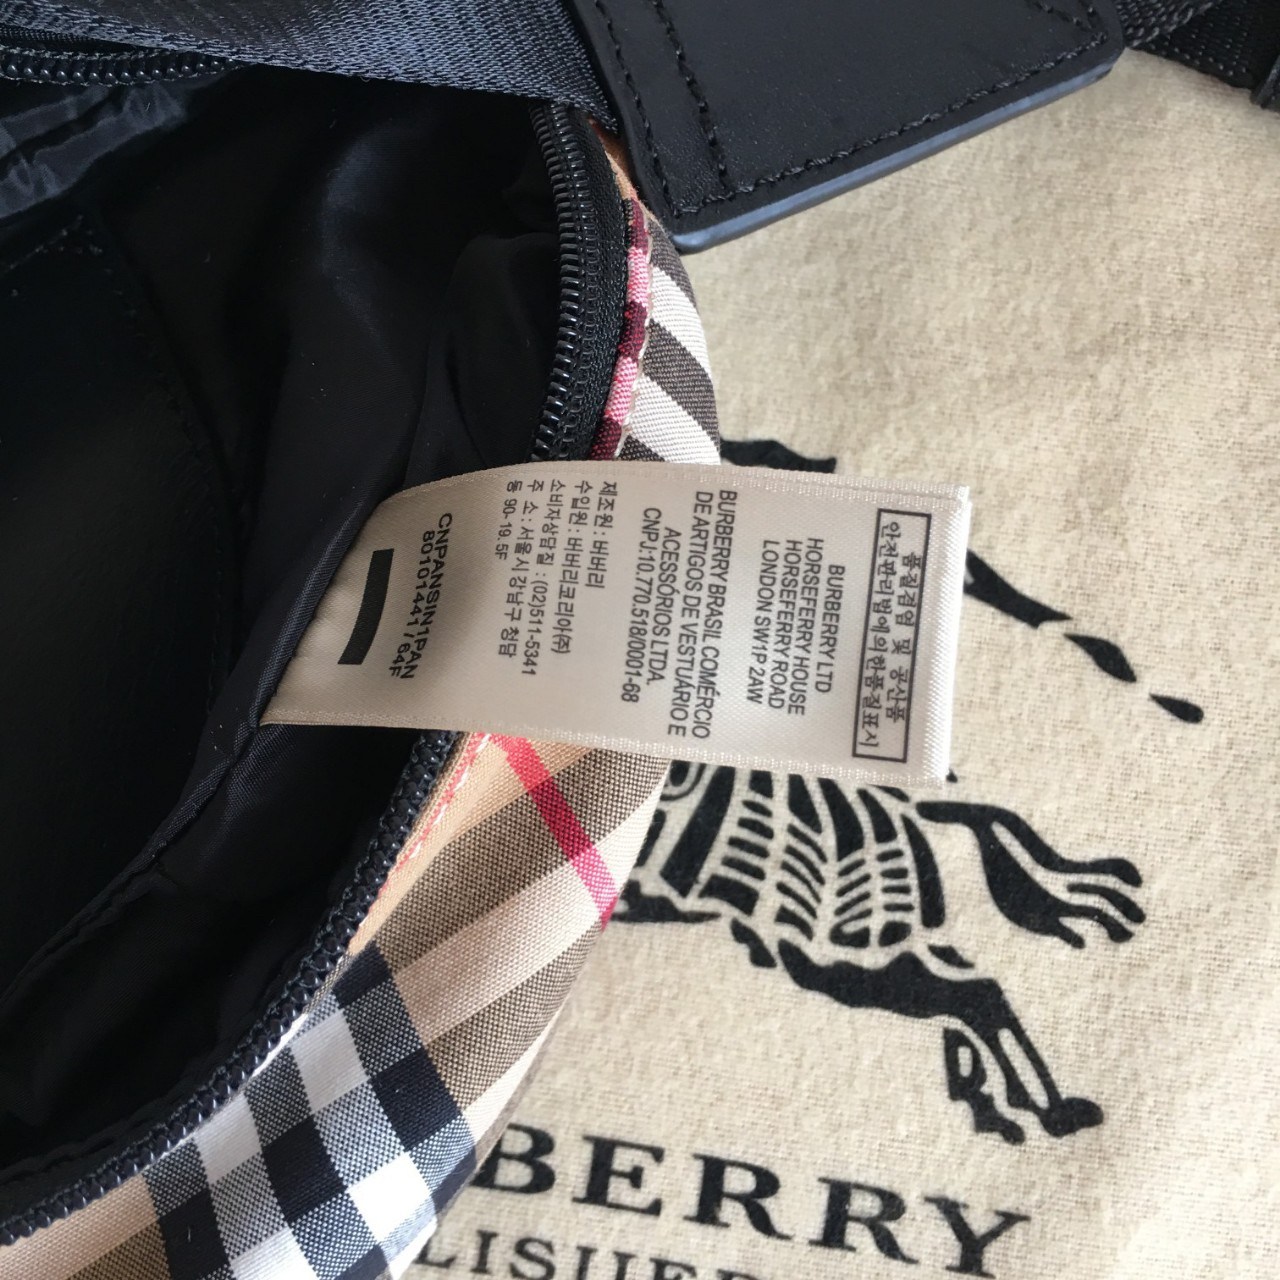 품질경영 및 공산품
안전관리법에의한품질표시
BURBERRY LTD
HORSEFERRY HOUSE
HORSEFERRY ROAD
LONDON SW1P 2AW
BURBERRY BRASIL COMÉRCIO
DE ARTIGOS DE VESTUÁRIO E
ACESSÓRIOS LTDA.
CNPJ:10.770.518/0001-68
제조원 : 버버리
수입원 : 버버리코리아(주)
소비자상담실 : (02)511-5341
주 소 : 서울시 강남구 청담
동 90-19. 5F
CNPANSIN1PAN
80101441 / 64F
BERRY